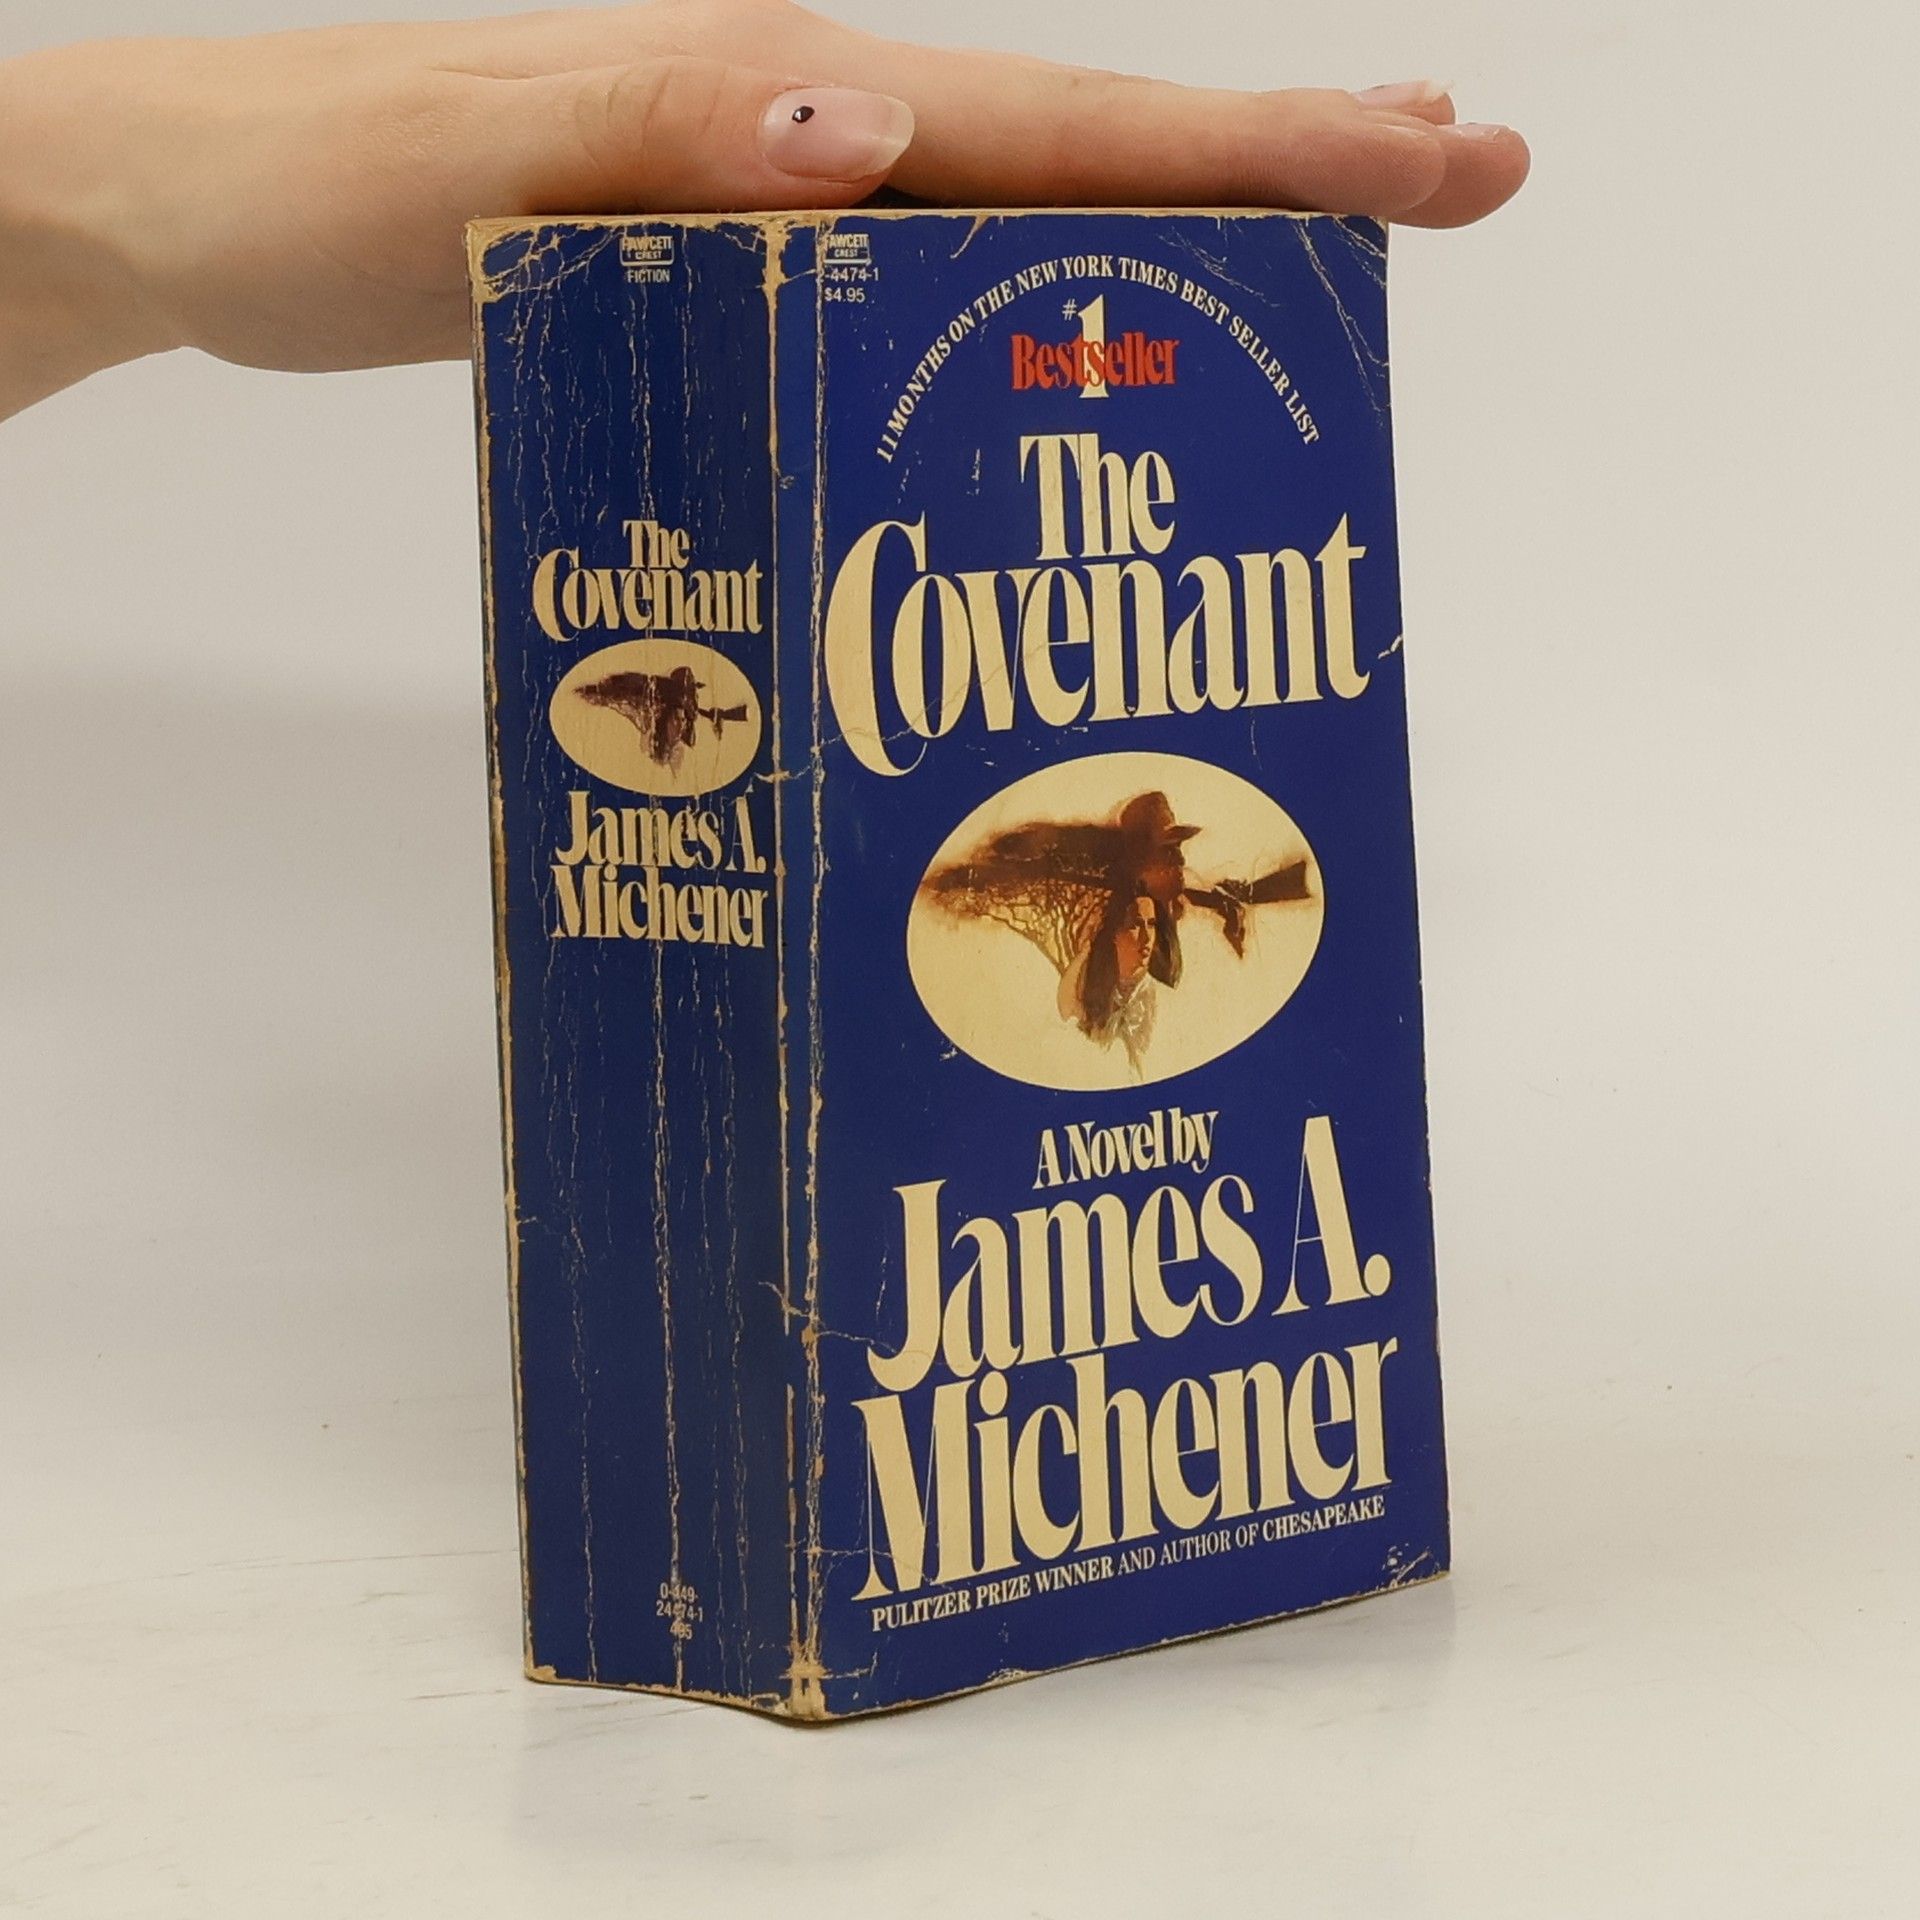 FAWCETT
CREST
FICTION
The
Covenant
James A.
Michener
0-449-
24474-1
495
FAWCETT
CREST
2-4474-1
$4.95
11 MONTHS ON THE NEW YORK TIMES BEST SELLER LIST
#1
Bestseller
The
Covenant
A Novel by
James A.
Michener
PULITZER PRIZE WINNER AND AUTHOR OF CHESAPEAKE